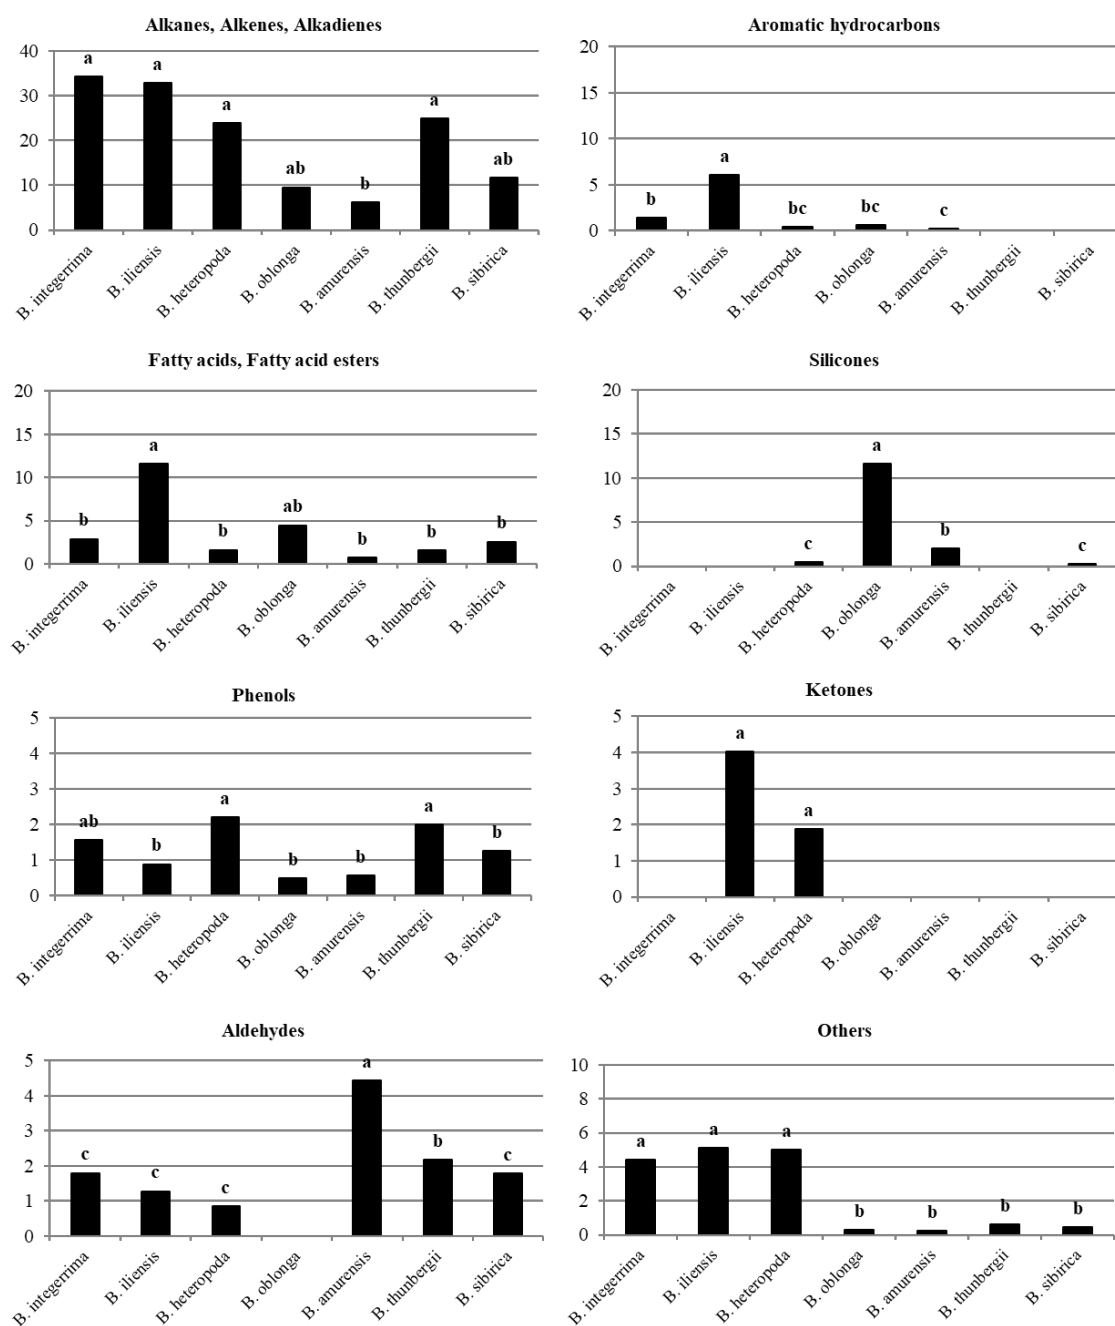 Alkanes, Alkenes, Alkadienes
40
30
20
10
0
a
a
a
ab
b
a
ab
B. integerrima
B. iliensis
B. heteropoda
B. oblonga
B. amurensis
B. thunbergii
B. sibirica
Aromatic hydrocarbons
20
15
10
5
0
b
a
bc
bc
c
B. integerrima
B. iliensis
B. heteropoda
B. oblonga
B. amurensis
B. thunbergii
B. sibirica
Fatty acids, Fatty acid esters
20
15
10
5
0
b
a
b
ab
b
b
b
B. integerrima
B. iliensis
B. heteropoda
B. oblonga
B. amurensis
B. thunbergii
B. sibirica
Silicones
20
15
10
5
0
c
a
b
c
B. integerrima
B. iliensis
B. heteropoda
B. oblonga
B. amurensis
B. thunbergii
B. sibirica
Phenols
5
4
3
2
1
0
ab
b
a
b
b
a
b
B. integerrima
B. iliensis
B. heteropoda
B. oblonga
B. amurensis
B. thunbergii
B. sibirica
Ketones
5
4
3
2
1
0
a
a
B. integerrima
B. iliensis
B. heteropoda
B. oblonga
B. amurensis
B. thunbergii
B. sibirica
Aldehydes
5
4
3
2
1
0
c
c
c
a
b
c
B. integerrima
B. iliensis
B. heteropoda
B. oblonga
B. amurensis
B. thunbergii
B. sibirica
Others
10
8
6
4
2
0
a
a
a
b
b
b
b
B. integerrima
B. iliensis
B. heteropoda
B. oblonga
B. amurensis
B. thunbergii
B. sibirica